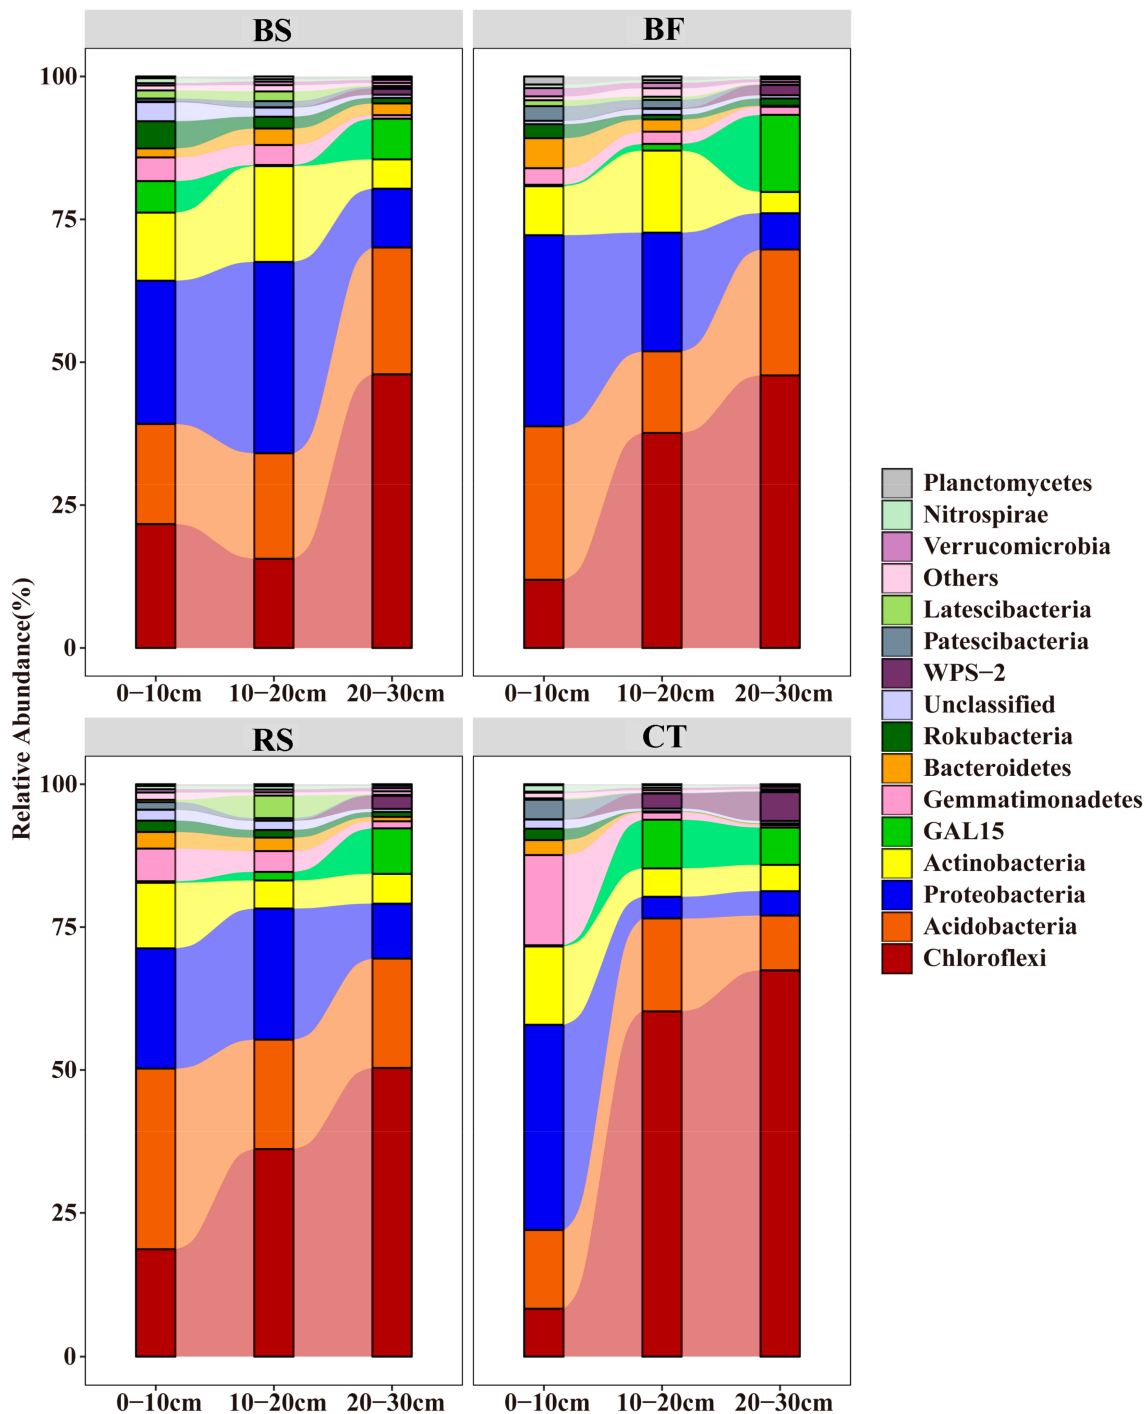 BS
BF
100
75
50
25
0
0−10cm 10−20cm 20−30cm
0−10cm 10−20cm 20−30cm
Relative Abundance(%)
RS
CT
100
75
50
25
0
0−10cm 10−20cm 20−30cm
0−10cm 10−20cm 20−30cm
Planctomycetes
Nitrospirae
Verrucomicrobia
Others
Latescibacteria
Patescibacteria
WPS−2
Unclassified
Rokubacteria
Bacteroidetes
Gemmatimonadetes
GAL15
Actinobacteria
Proteobacteria
Acidobacteria
Chloroflexi